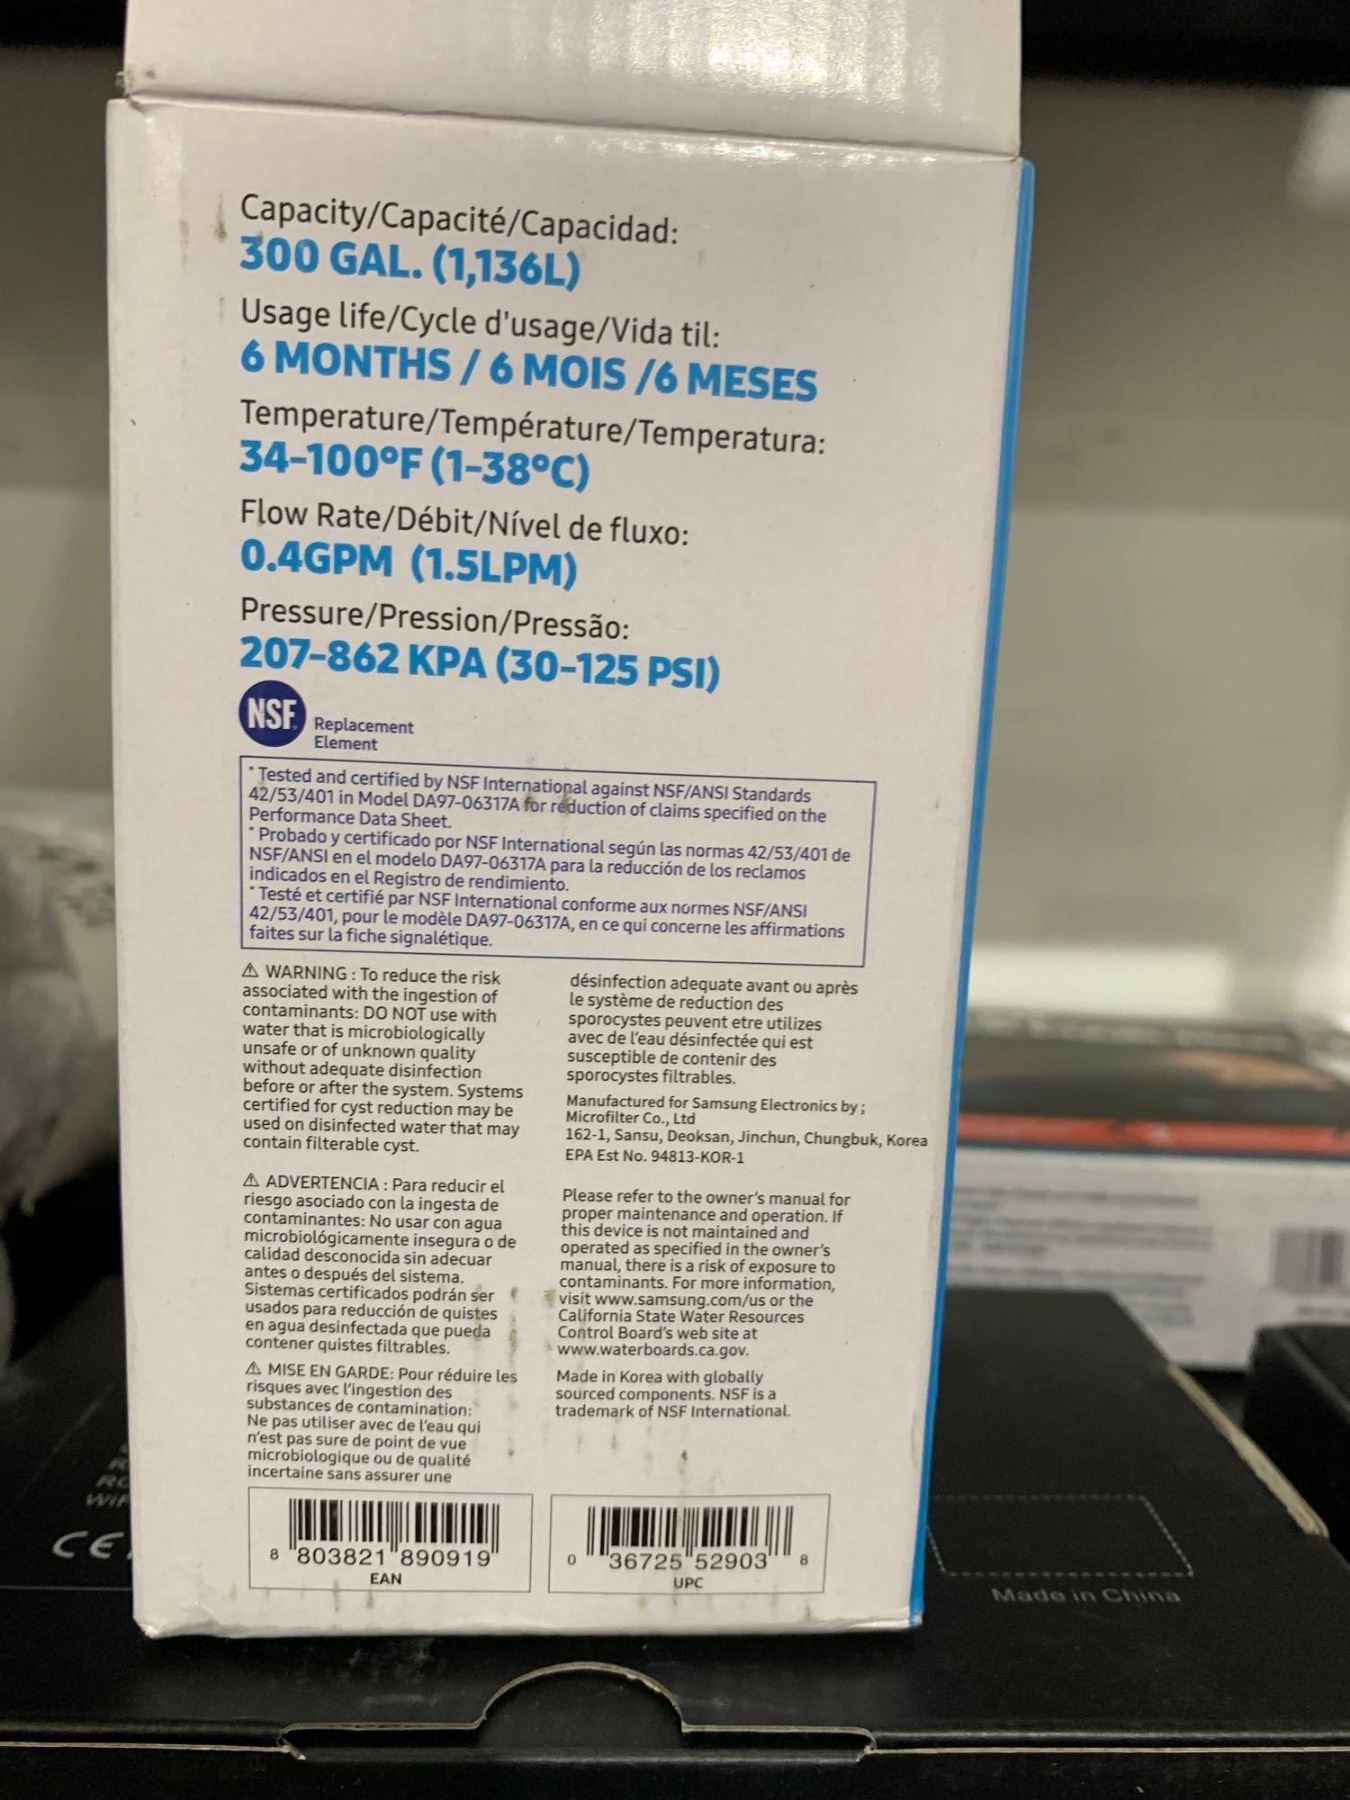 Capacity/Capacité/Capacidad:
300 GAL. (1,136L)
Usage life/Cycle d'usage/Vida til:
6 MONTHS / 6 MOIS /6 MESES
Temperature/Température/Temperatura:
34-100°F (1-38°C)
Flow Rate/Débit/Nível de fluxo:
0.4GPM (1.5LPM)
Pressure/Pression/Pressão:
207-862 KPA (30-125 PSI)
NSF
Replacement
Element
* Tested and certified by NSF International against NSF/ANSI Standards
42/53/401 in Model DA97-06317A for reduction of claims specified on the
Performance Data Sheet.
* Probado y certificado por NSF International según las normas 42/53/401 de
NSF/ANSI en el modelo DA97-06317A para la reducción de los reclamos
indicados en el Registro de rendimiento.
* Testé et certifié par NSF International conforme aux normes NSF/ANSI
42/53/401, pour le modèle DA97-06317A, en ce qui concerne les affirmations
faites sur la fiche signalétique.
⚠ WARNING : To reduce the risk
associated with the ingestion of
contaminants: DO NOT use with
water that is microbiologically
unsafe or of unknown quality
without adequate disinfection
before or after the system. Systems
certified for cyst reduction may be
used on disinfected water that may
contain filterable cyst.
⚠ ADVERTENCIA : Para reducir el
riesgo asociado con la ingesta de
contaminantes: No usar con agua
microbiológicamente insegura o de
calidad desconocida sin adecuar
antes o después del sistema.
Sistemas certificados podrán ser
usados para reducción de quistes
en agua desinfectada que pueda
contener quistes filtrables.
⚠ MISE EN GARDE: Pour réduire les
risques avec l'ingestion des
substances de contamination:
Ne pas utiliser avec de l'eau qui
n'est pas sure de point de vue
microbiologique ou de qualité
incertaine sans assurer une
désinfection adequate avant ou après
le système de reduction des
sporocystes peuvent etre utilizes
avec de l'eau désinfectée qui est
susceptible de contenir des
sporocystes filtrables.
Manufactured for Samsung Electronics by ;
Microfilter Co., Ltd
162-1, Sansu, Deoksan, Jinchun, Chungbuk, Korea
EPA Est No. 94813-KOR-1
Please refer to the owner's manual for
proper maintenance and operation. If
this device is not maintained and
operated as specified in the owner's
manual, there is a risk of exposure to
contaminants. For more information,
visit www.samsung.com/us or the
California State Water Resources
Control Board's web site at
www.waterboards.ca.gov.
Made in Korea with globally
sourced components. NSF is a
trademark of NSF International.
8 803821 890919
EAN
0 36725 52903 8
UPC
CE
Made in China